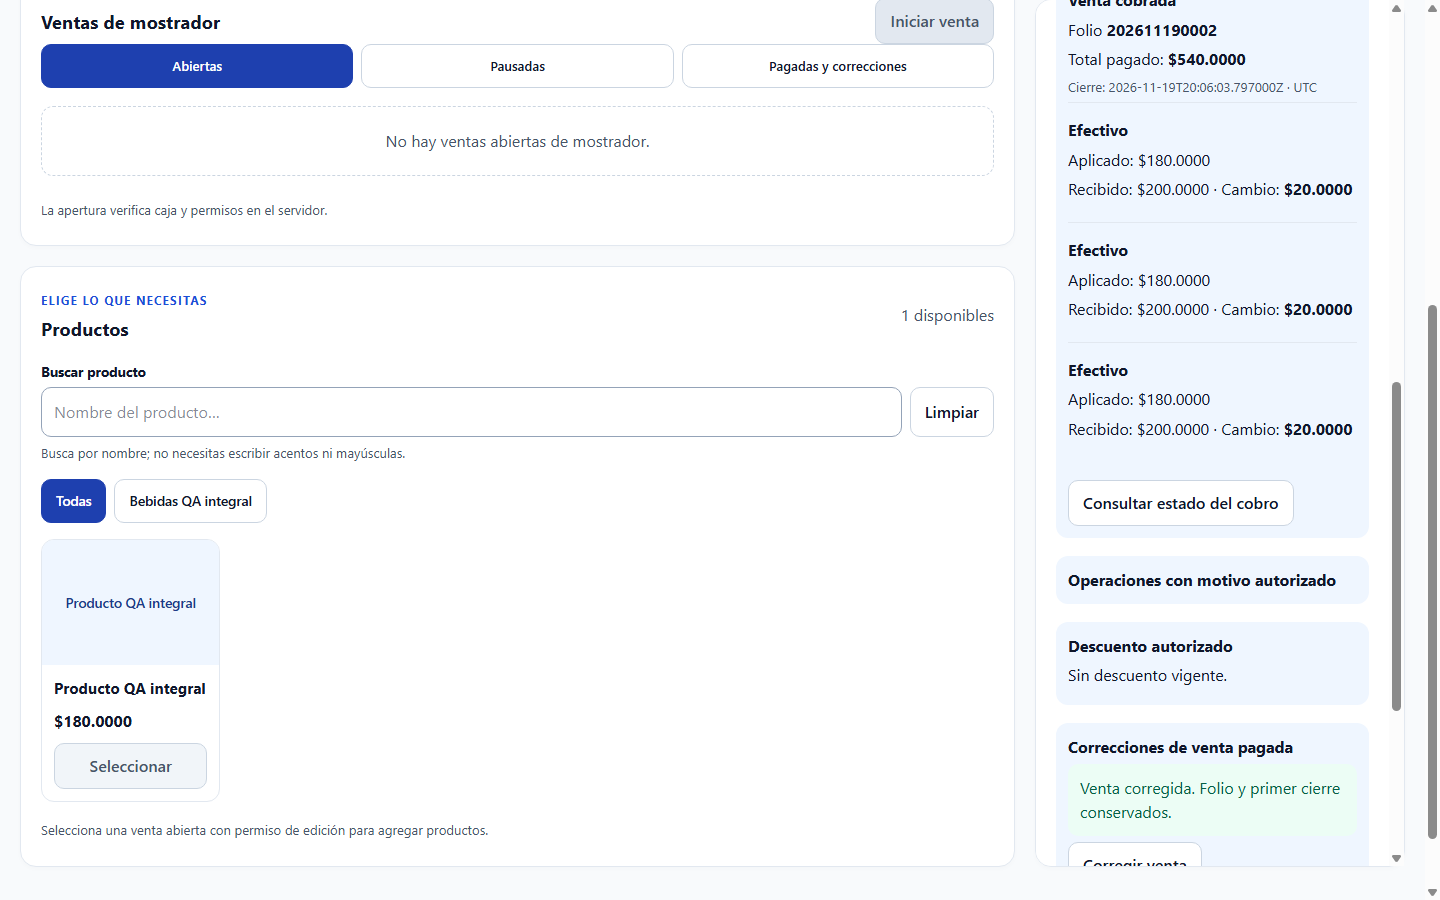 Ventas de mostrador
Iniciar venta
Abiertas
Pausadas
Pagadas y correcciones
No hay ventas abiertas de mostrador.
La apertura verifica caja y permisos en el servidor.
ELIGE LO QUE NECESITAS
Productos
1 disponibles
Buscar producto
Nombre del producto...
Limpiar
Busca por nombre; no necesitas escribir acentos ni mayúsculas.
Todas
Bebidas QA integral
Producto QA integral
Producto QA integral
$180.0000
Seleccionar
Selecciona una venta abierta con permiso de edición para agregar productos.
Venta cobrada
Folio 202611190002
Total pagado: $540.0000
Cierre: 2026-11-19T20:06:03.797000Z · UTC
Efectivo
Aplicado: $180.0000
Recibido: $200.0000 · Cambio: $20.0000
Efectivo
Aplicado: $180.0000
Recibido: $200.0000 · Cambio: $20.0000
Efectivo
Aplicado: $180.0000
Recibido: $200.0000 · Cambio: $20.0000
Consultar estado del cobro
Operaciones con motivo autorizado
Descuento autorizado
Sin descuento vigente.
Correcciones de venta pagada
Venta corregida. Folio y primer cierre
conservados.
Corregir venta